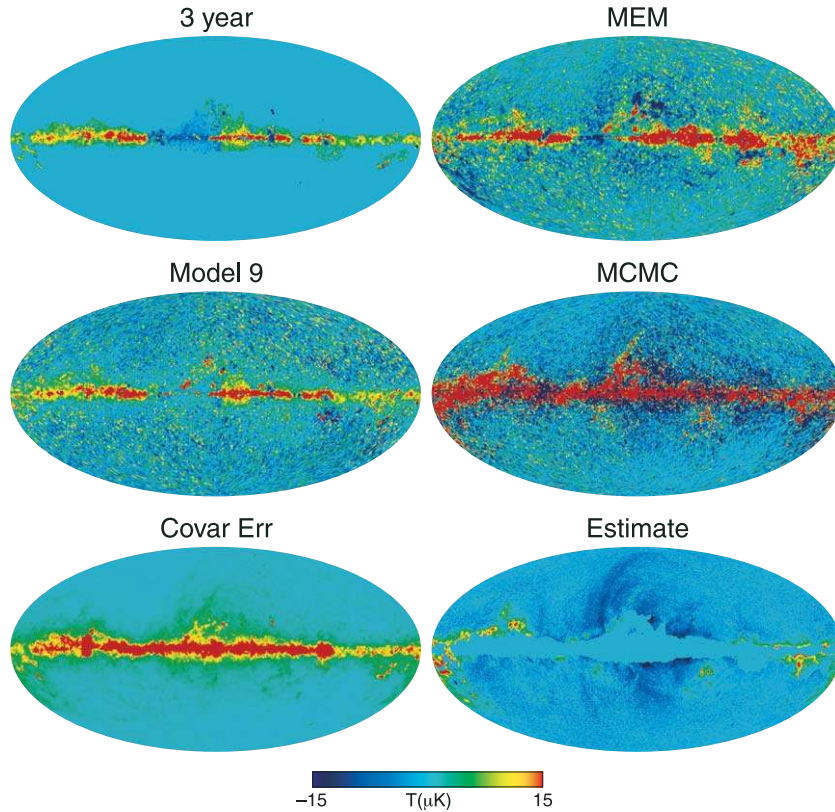 3 year
MEM
Model 9
MCMC
Covar Err
Estimate
−15 T(μK) 15